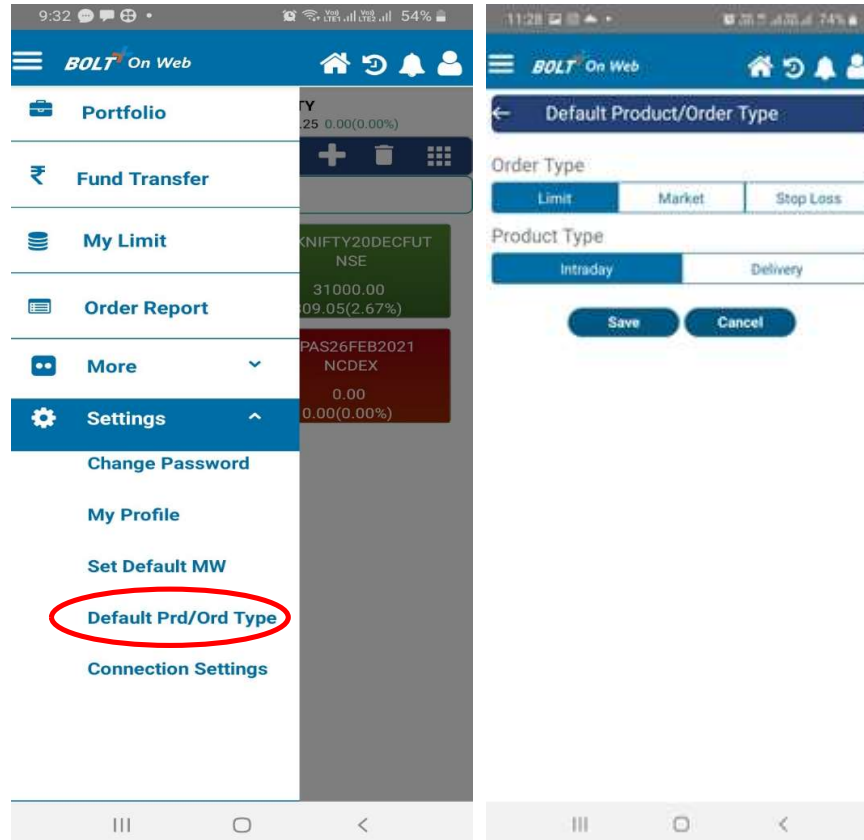 9:32
54%
BOLT On Web
Portfolio
Fund Transfer
My Limit
Order Report
More
Settings
Change Password
My Profile
Set Default MW
Default Prd/Ord Type
Connection Settings
TY
.25 0.00(0.00%)
KNIFTY20DECFUT
NSE
31000.00
309.05(2.67%)
PAS26FEB2021
NCDEX
0.00
0.00(0.00%)
11:28
74%
BOLT On Web
Default Product/Order Type
Order Type
Limit Market Stop Loss
Product Type
Intraday Delivery
Save Cancel